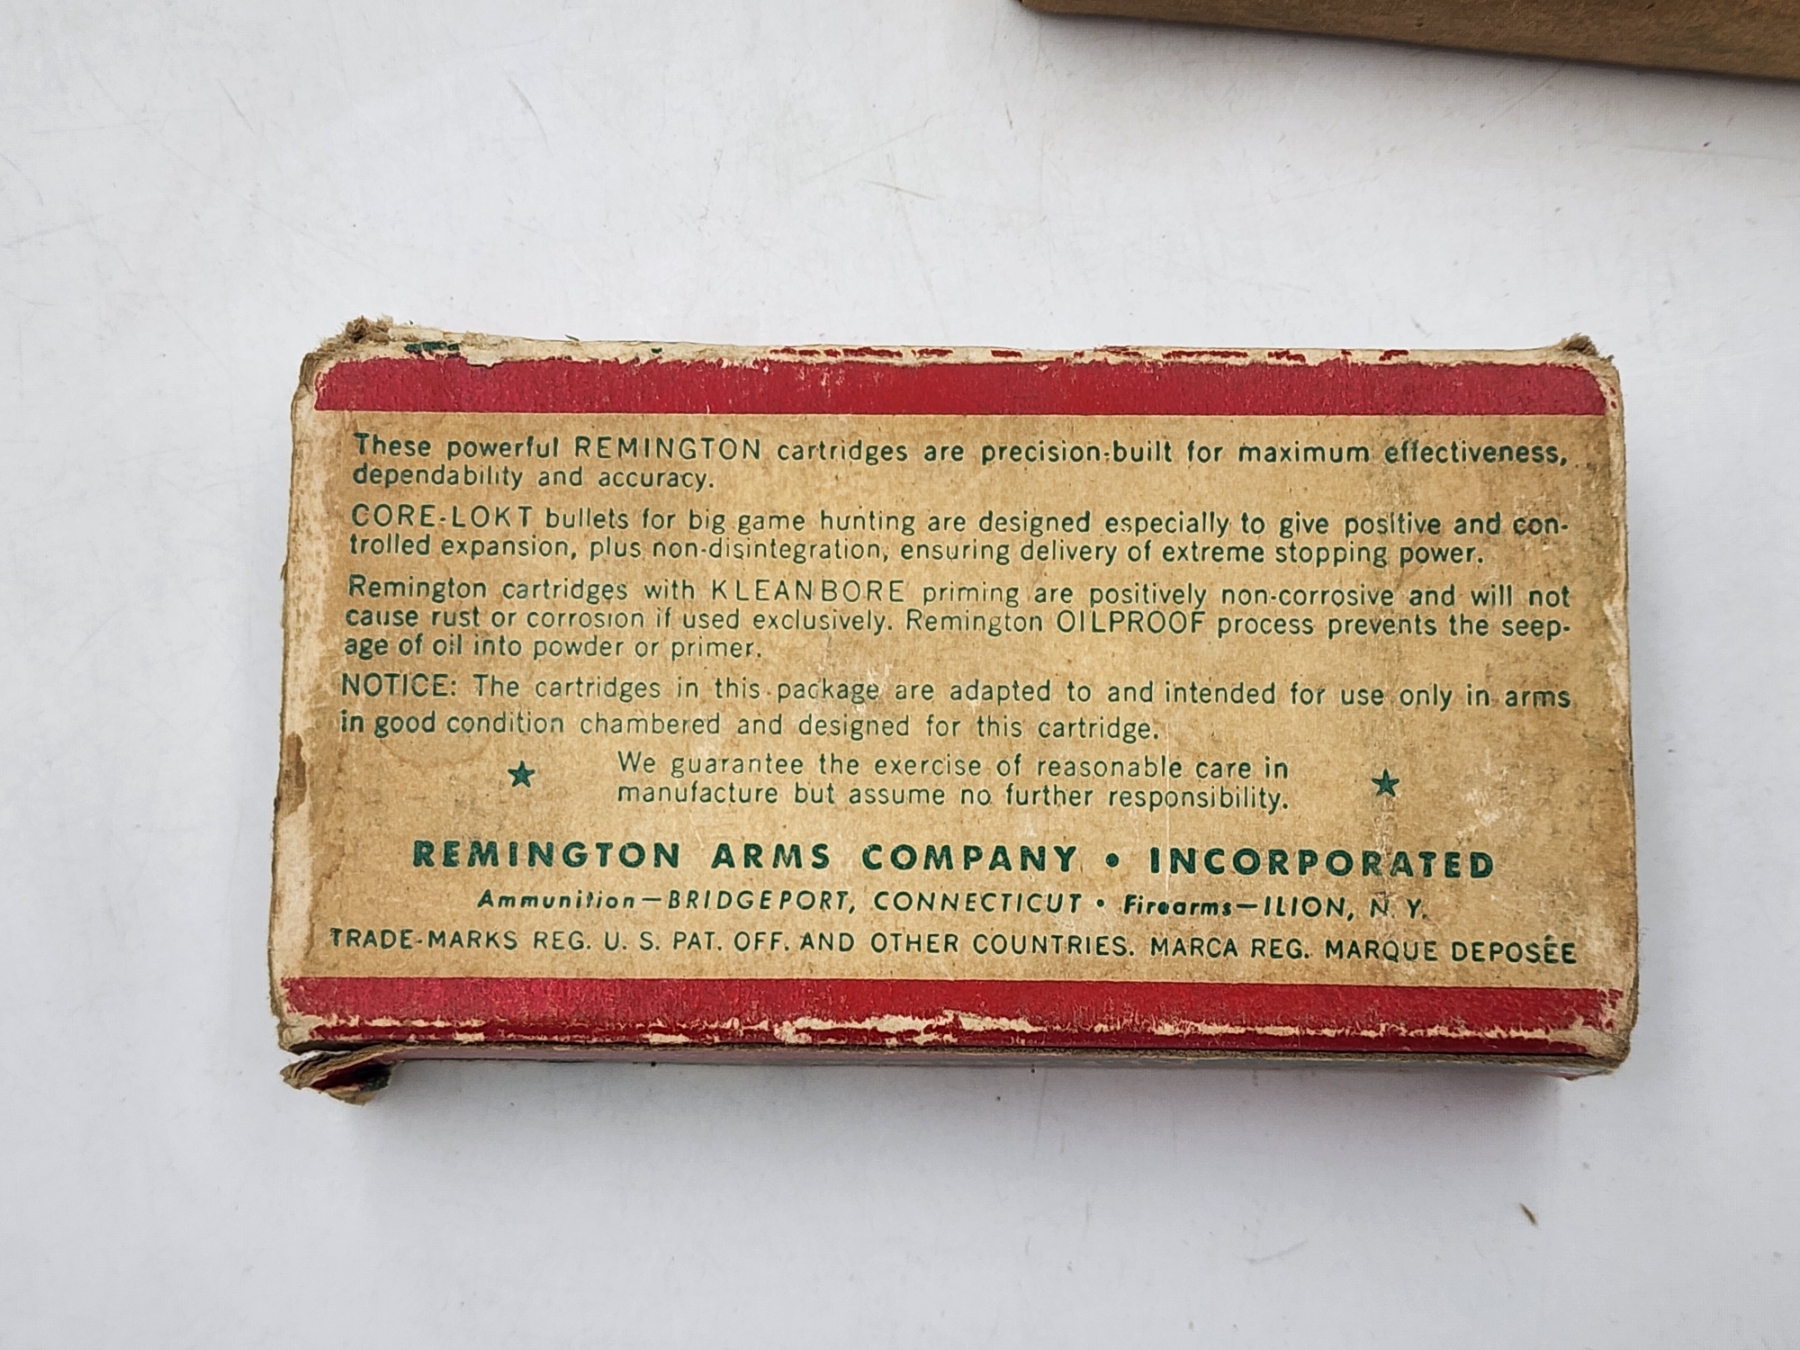 These powerful REMINGTON cartridges are precision-built for maximum effectiveness,
dependability and accuracy.
CORE-LOKT bullets for big game hunting are designed especially to give positive and con-
trolled expansion, plus non-disintegration, ensuring delivery of extreme stopping power.
Remington cartridges with KLEANBORE priming are positively non-corrosive and will not
cause rust or corrosion if used exclusively. Remington OILPROOF process prevents the seep-
age of oil into powder or primer.
NOTICE: The cartridges in this package are adapted to and intended for use only in arms
in good condition chambered and designed for this cartridge.
★ We guarantee the exercise of reasonable care in ★
manufacture but assume no further responsibility.
REMINGTON ARMS COMPANY • INCORPORATED
Ammunition—BRIDGEPORT, CONNECTICUT • Firearms—ILION, N. Y.
TRADE-MARKS REG. U. S. PAT. OFF. AND OTHER COUNTRIES. MARCA REG. MARQUE DEPOSÉE